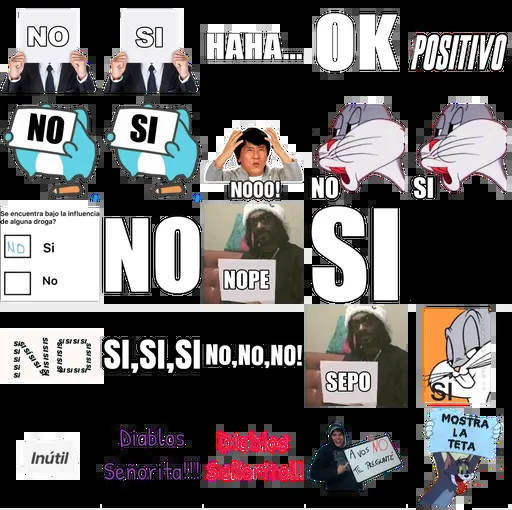 NO
SI
HAHA...
OK
POSITIVO
NO
SI
NOOO!
NO
SI
Se encuentra bajo la influencia
de alguna droga?
NO
Si
No
NO
NOPE
SI
SI,SI,SI
NO,NO,NO!
SEPO
SÍ
Inútil
Diablos
Señorita!!!
Diablos
Señorito!!!
A VOS NO
TE PREGUNTE
MOSTRA
LA
TETA